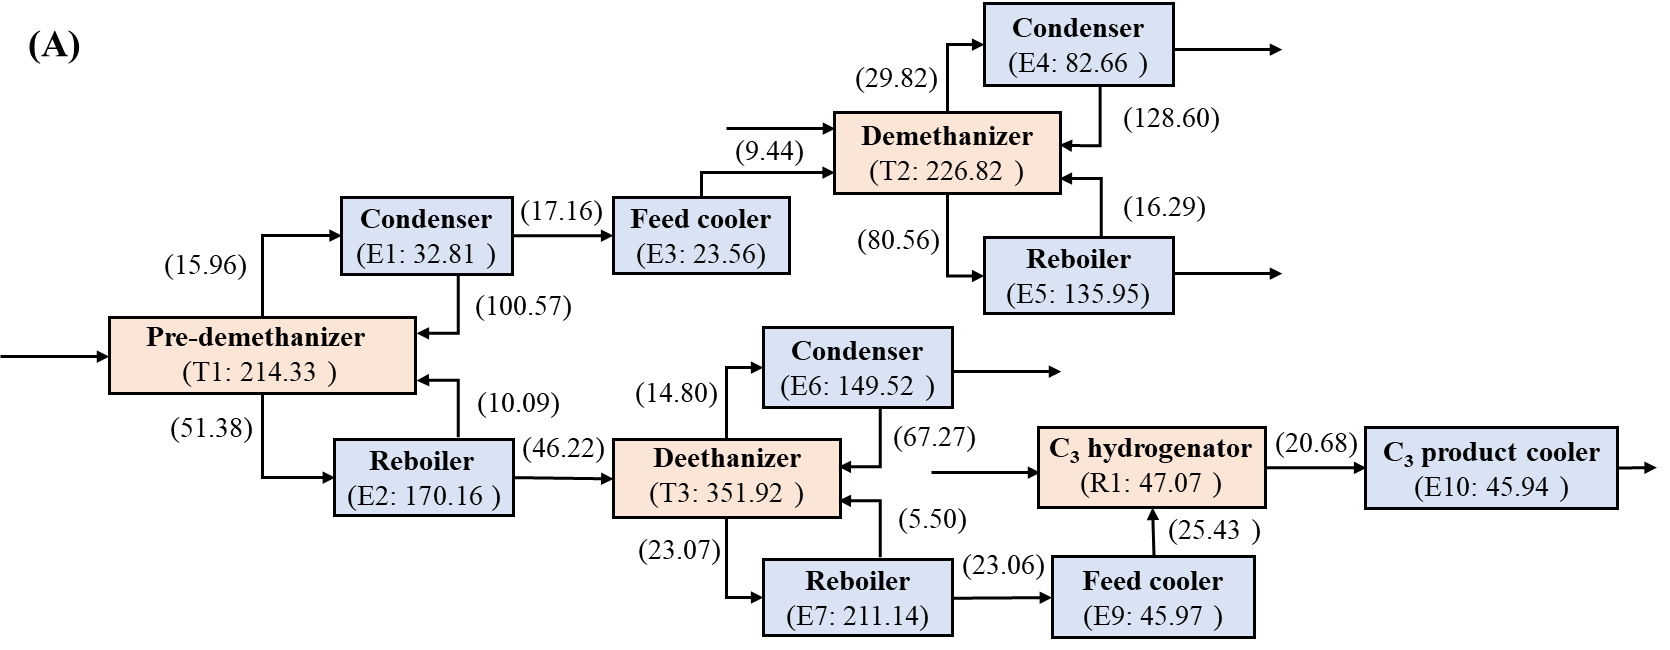 (A)
Condenser
(E4: 82.66 )
(29.82)
(128.60)
Demethanizer
(T2: 226.82 )
(9.44)
Condenser
(E1: 32.81 )
(17.16)
Feed cooler
(E3: 23.56)
(16.29)
(80.56)
Reboiler
(E5: 135.95)
(15.96)
(100.57)
Pre-demethanizer
(T1: 214.33 )
Condenser
(E6: 149.52 )
(14.80)
(10.09)
(51.38)
(67.27)
Reboiler
(E2: 170.16 )
(46.22)
Deethanizer
(T3: 351.92 )
C₃ hydrogenator
(R1: 47.07 )
(20.68)
C₃ product cooler
(E10: 45.94 )
(5.50)
(25.43 )
(23.07)
Reboiler
(E7: 211.14)
(23.06)
Feed cooler
(E9: 45.97 )